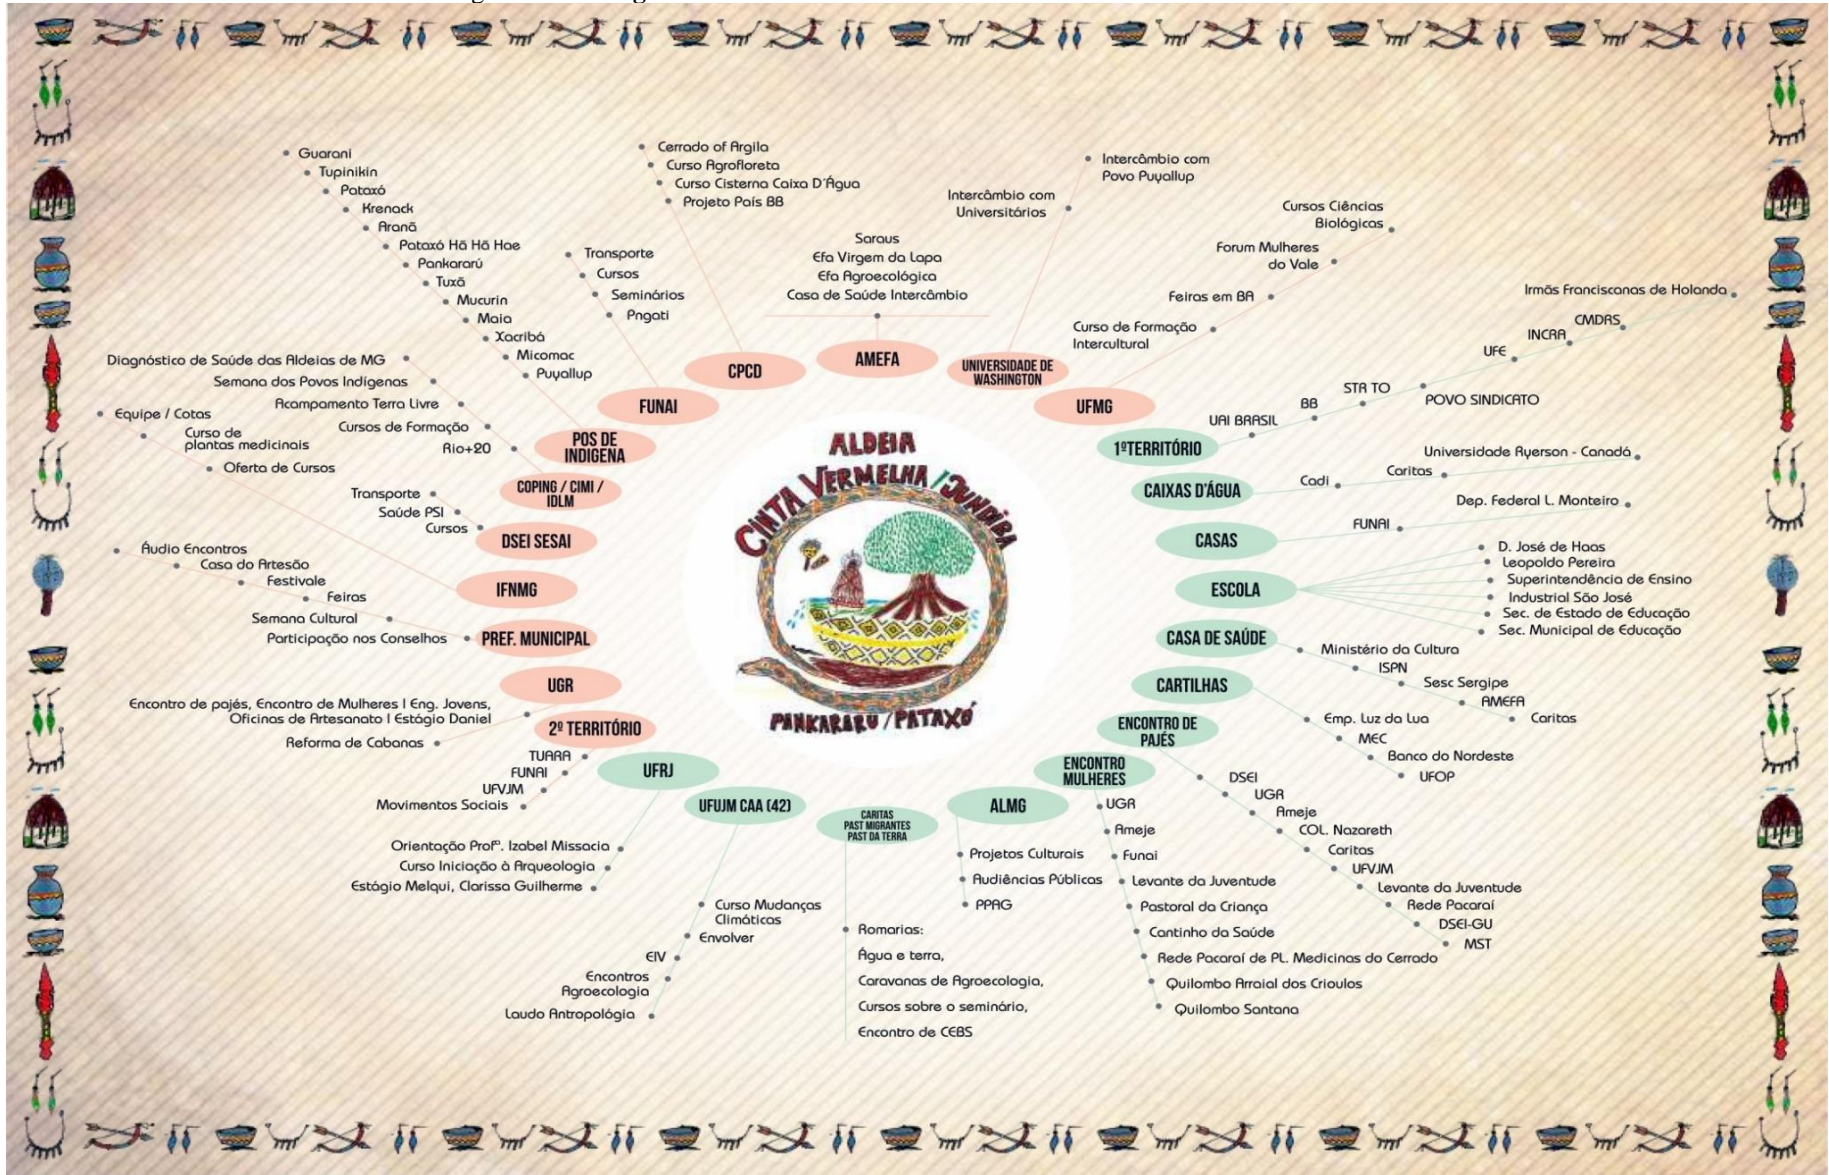 Guarani
Tupinikin
Pataxó
Krenack
Aranã
Pataxó Hã Hã Hae
Pankararú
Tuxã
Mucurin
Maia
Xacribá
Micomac
Puyallup
POS DE
INDIGENA
Transporte
Cursos
Seminários
Pngati
FUNAI
Cerrado of Argila
Curso Agrofloreta
Curso Cisterna Caixa D´Água
Projeto País BB
CPCD
Saraus
Efa Virgem da Lapa
Efa Agroecológica
Casa de Saúde Intercâmbio
AMEFA
Intercâmbio com
Povo Puyallup
Intercâmbio com
Universitários
UNIVERSIDADE DE
WASHINGTON
Cursos Ciências
Biológicas
Forum Mulheres
do Vale
Feiras em BA
Curso de Formação
Intercultural
UFMG
Irmãs Franciscanas de Holanda
CMDRS
INCRA
UFE
POVO SINDICATO
STR TO
BB
UAI BRASIL
1ºTERRITÓRIO
Universidade Ryerson - Canadá
Caritas
Cadi
CAIXAS D'ÁGUA
Dep. Federal L. Monteiro
FUNAI
CASAS
D. José de Haas
Leopoldo Pereira
Superintendência de Ensino
Industrial São José
Sec. de Estado de Educação
Sec. Municipal de Educação
ESCOLA
CASA DE SAÚDE
Ministério da Cultura
ISPN
Sesc Sergipe
AMEFA
Caritas
CARTILHAS
Emp. Luz da Lua
MEC
Banco do Nordeste
UFOP
ENCONTRO DE
PAJÉS
DSEI
UGR
Ameje
COL. Nazareth
Caritas
UFVJM
Levante da Juventude
Rede Pacaraí
DSEI-GU
MST
ENCONTRO
MULHERES
UGR
Ameje
Funai
Levante da Juventude
Pastoral da Criança
Cantinho da Saúde
Rede Pacaraí de PL. Medicinas do Cerrado
Quilombo Arraial dos Crioulos
Quilombo Santana
ALMG
Projetos Culturais
Audiências Públicas
PPAG
CARITAS
PAST MIGRANTES
PAST DA TERRA
Romarias:
Água e terra,
Caravanas de Agroecologia,
Cursos sobre o seminário,
Encontro de CEBS
UFUJM CAA (42)
Curso Mudanças
Climáticas
Envolver
EIV
Encontros
Agroecologia
Laudo Antropológia
UFRJ
Orientação Profª. Izabel Missacia
Curso Iniciação à Arqueologia
Estágio Melqui, Clarissa Guilherme
2º TERRITÓRIO
TUARA
FUNAI
UFVJM
Movimentos Sociais
UGR
Encontro de pajés, Encontro de Mulheres | Eng. Jovens,
Oficinas de Artesanato | Estágio Daniel
Reforma de Cabanas
PREF. MUNICIPAL
Áudio Encontros
Casa do Artesão
Festivale
Feiras
Semana Cultural
Participação nos Conselhos
IFNMG
Equipe / Cotas
Curso de
plantas medicinais
Oferta de Cursos
DSEI SESAI
Transporte
Saúde PSI
Cursos
COPING / CIMI /
IDLM
Diagnóstico de Saúde das Aldeias de MG
Semana dos Povos Indígenas
Acampamento Terra Livre
Cursos de Formação
Rio+20
ALDEIA
CINTA VERMELHA/JUNDIBA
PANKARARU/PATAXÓ